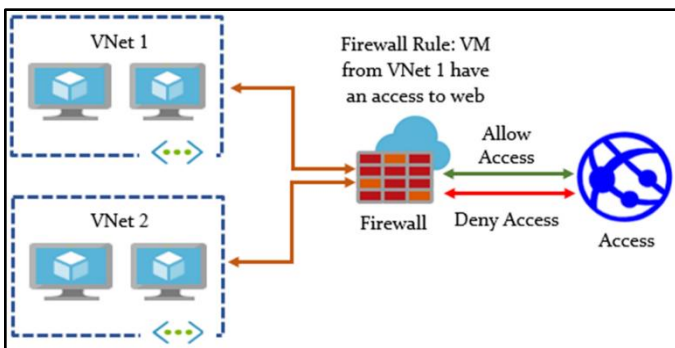 VNet 1
Firewall Rule: VM
from VNet 1 have
an access to web
Allow
Access
VNet 2
Firewall
Deny Access
Access